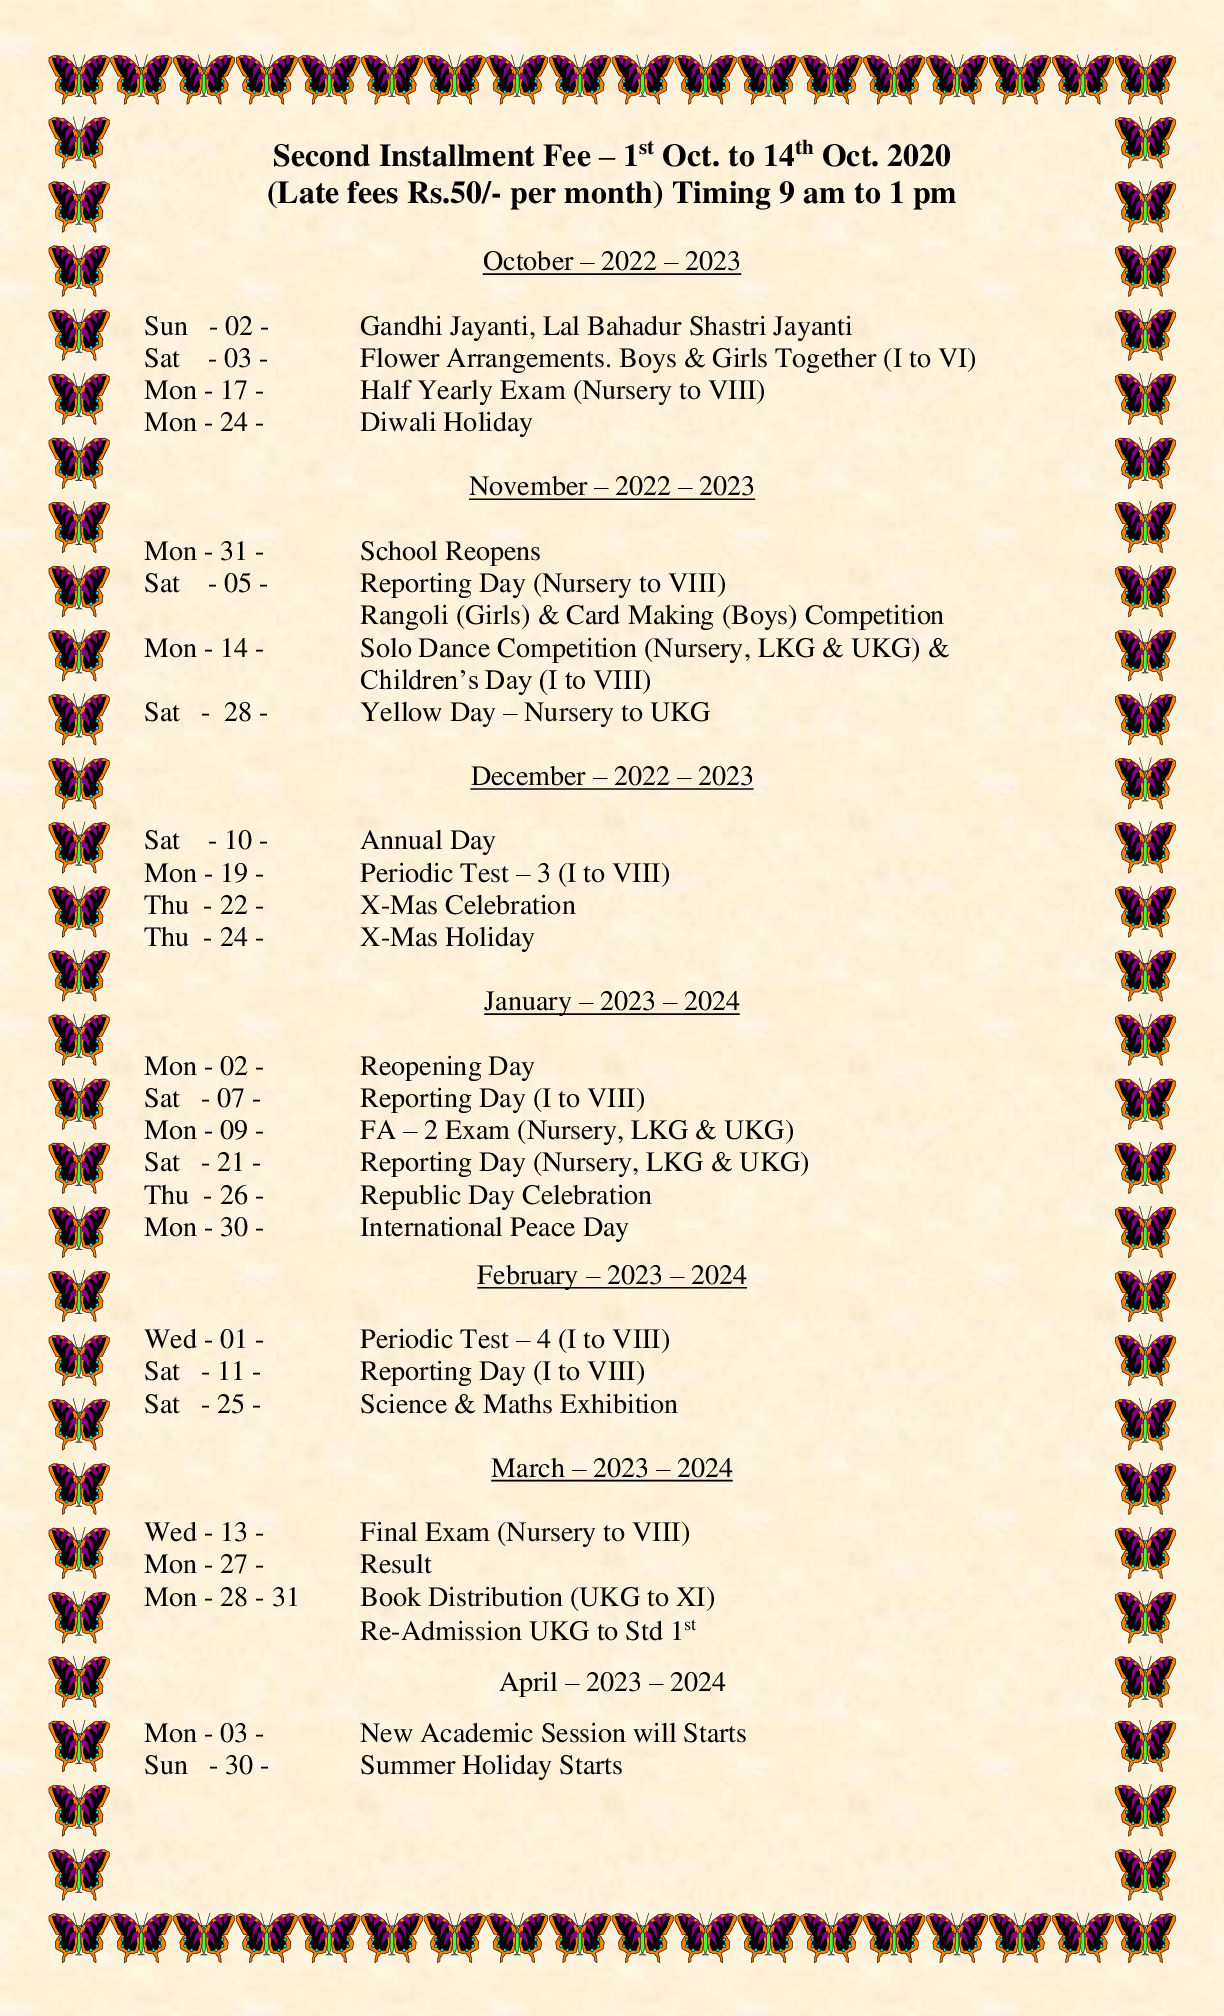 Second Installment Fee – 1st Oct. to 14th Oct. 2020
(Late fees Rs.50/- per month) Timing 9 am to 1 pm
October – 2022 – 2023
Sun - 02 - Gandhi Jayanti, Lal Bahadur Shastri Jayanti
Sat - 03 - Flower Arrangements. Boys & Girls Together (I to VI)
Mon - 17 - Half Yearly Exam (Nursery to VIII)
Mon - 24 - Diwali Holiday
November – 2022 – 2023
Mon - 31 - School Reopens
Sat - 05 - Reporting Day (Nursery to VIII)
Rangoli (Girls) & Card Making (Boys) Competition
Mon - 14 - Solo Dance Competition (Nursery, LKG & UKG) &
Children’s Day (I to VIII)
Sat - 28 - Yellow Day – Nursery to UKG
December – 2022 – 2023
Sat - 10 - Annual Day
Mon - 19 - Periodic Test – 3 (I to VIII)
Thu - 22 - X-Mas Celebration
Thu - 24 - X-Mas Holiday
January – 2023 – 2024
Mon - 02 - Reopening Day
Sat - 07 - Reporting Day (I to VIII)
Mon - 09 - FA – 2 Exam (Nursery, LKG & UKG)
Sat - 21 - Reporting Day (Nursery, LKG & UKG)
Thu - 26 - Republic Day Celebration
Mon - 30 - International Peace Day
February – 2023 – 2024
Wed - 01 - Periodic Test – 4 (I to VIII)
Sat - 11 - Reporting Day (I to VIII)
Sat - 25 - Science & Maths Exhibition
March – 2023 – 2024
Wed - 13 - Final Exam (Nursery to VIII)
Mon - 27 - Result
Mon - 28 - 31 Book Distribution (UKG to XI)
Re-Admission UKG to Std 1st
April – 2023 – 2024
Mon - 03 - New Academic Session will Starts
Sun - 30 - Summer Holiday Starts